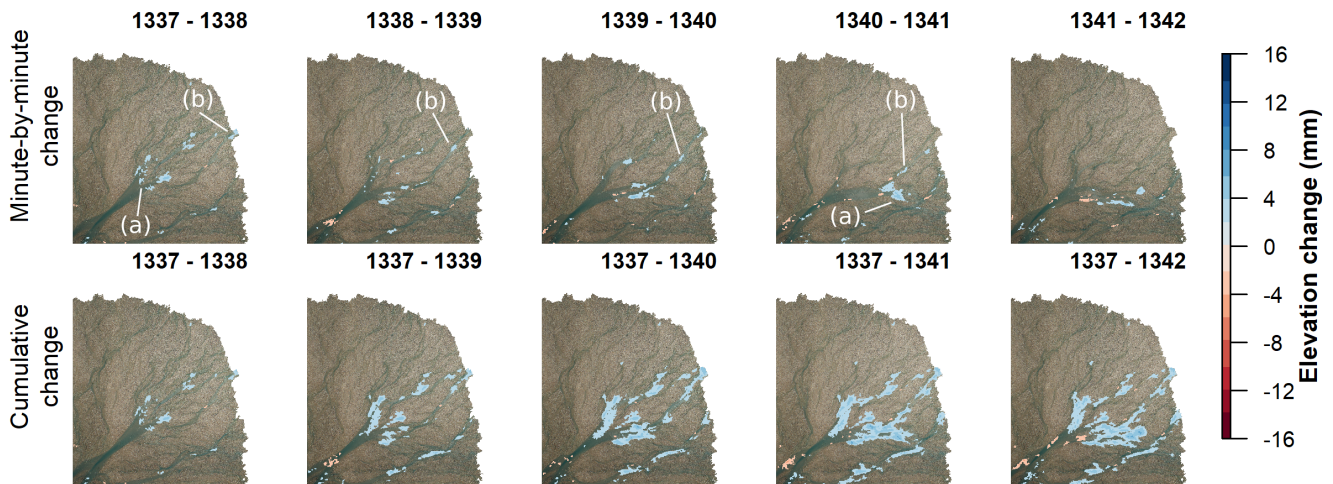 1337 - 1338
1338 - 1339
1339 - 1340
1340 - 1341
1341 - 1342
Minute-by-minute
change
(b)
(b)
(b)
(b)
(a)
(a)
1337 - 1338
1337 - 1339
1337 - 1340
1337 - 1341
1337 - 1342
Cumulative
change
16
12
8
4
0
-4
-8
-12
-16
Elevation change (mm)